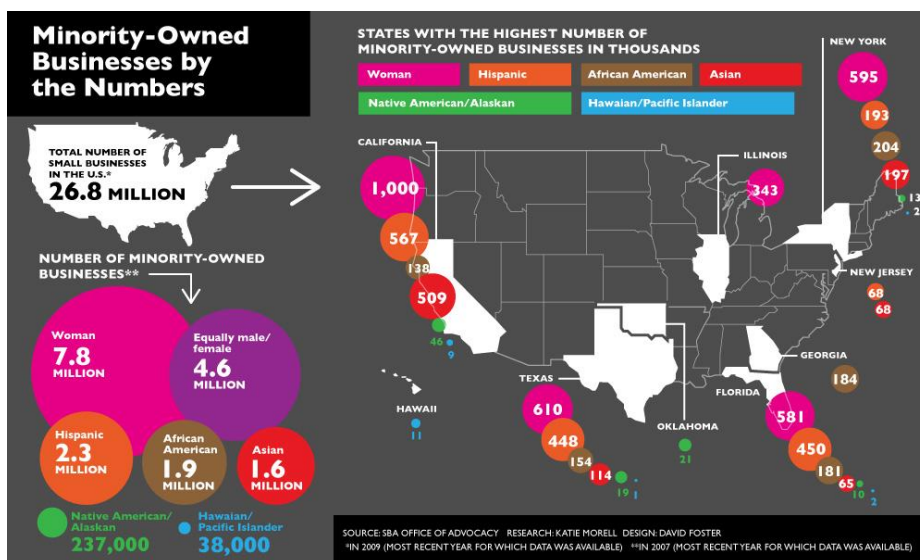 Minority-Owned
Businesses by
the Numbers
TOTAL NUMBER OF
SMALL BUSINESSES
IN THE U.S.*
26.8 MILLION
NUMBER OF MINORITY-OWNED
BUSINESSES**
Woman
7.8
MILLION
Equally male/
female
4.6
MILLION
Hispanic
2.3
MILLION
African
American
1.9
MILLION
Asian
1.6
MILLION
Native American/
Alaskan
237,000
Hawaian/
Pacific Islander
38,000
STATES WITH THE HIGHEST NUMBER OF
MINORITY-OWNED BUSINESSES IN THOUSANDS
Woman
Hispanic
African American
Asian
Native American/Alaskan
Hawaian/Pacific Islander
CALIFORNIA
1,000
567
138
509
46
9
HAWAII
11
TEXAS
610
448
154
114
19
1
OKLAHOMA
21
ILLINOIS
343
NEW YORK
595
193
204
197
13
2
NEW JERSEY
68
68
GEORGIA
184
FLORIDA
581
450
181
65
10
2
SOURCE: SBA OFFICE OF ADVOCACY RESEARCH: KATIE MORELL DESIGN: DAVID FOSTER
*IN 2009 (MOST RECENT YEAR FOR WHICH DATA WAS AVAILABLE) **IN 2007 (MOST RECENT YEAR FOR WHICH DATA WAS AVAILABLE)